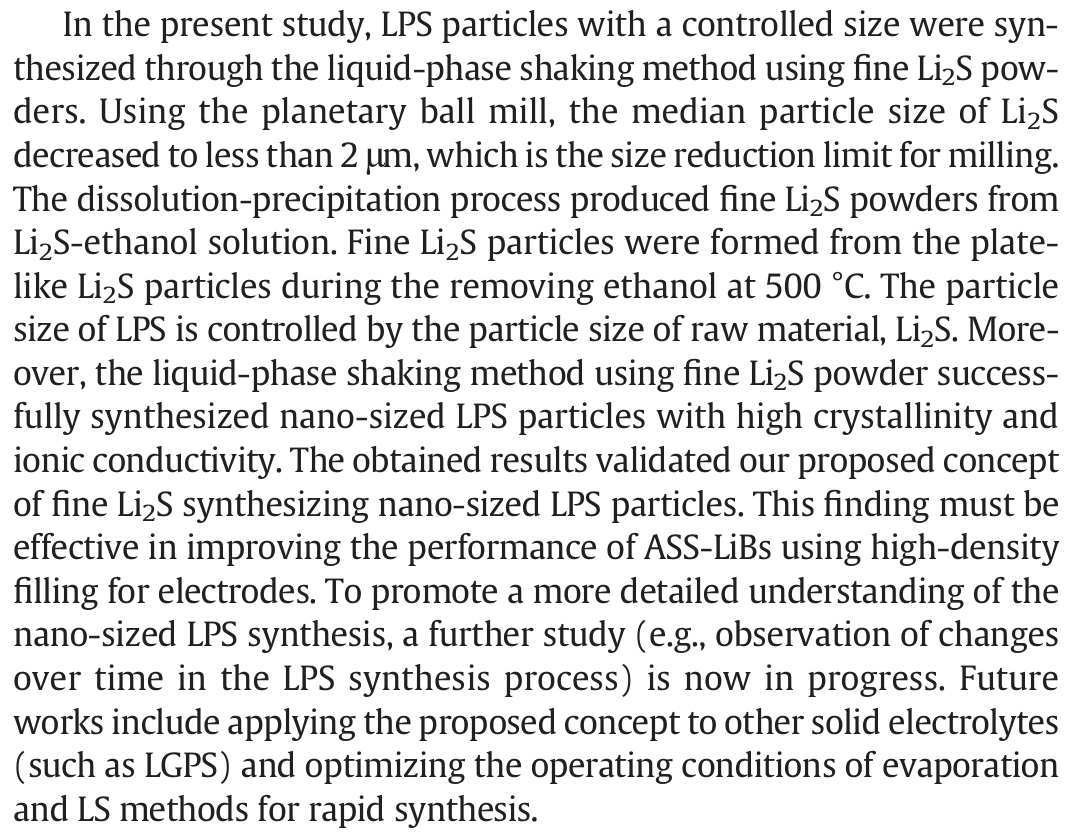 In the present study, LPS particles with a controlled size were syn-
thesized through the liquid-phase shaking method using fine Li₂S pow-
ders. Using the planetary ball mill, the median particle size of Li₂S
decreased to less than 2 μm, which is the size reduction limit for milling.
The dissolution-precipitation process produced fine Li₂S powders from
Li₂S-ethanol solution. Fine Li₂S particles were formed from the plate-
like Li₂S particles during the removing ethanol at 500 °C. The particle
size of LPS is controlled by the particle size of raw material, Li₂S. More-
over, the liquid-phase shaking method using fine Li₂S powder success-
fully synthesized nano-sized LPS particles with high crystallinity and
ionic conductivity. The obtained results validated our proposed concept
of fine Li₂S synthesizing nano-sized LPS particles. This finding must be
effective in improving the performance of ASS-LiBs using high-density
filling for electrodes. To promote a more detailed understanding of the
nano-sized LPS synthesis, a further study (e.g., observation of changes
over time in the LPS synthesis process) is now in progress. Future
works include applying the proposed concept to other solid electrolytes
(such as LGPS) and optimizing the operating conditions of evaporation
and LS methods for rapid synthesis.